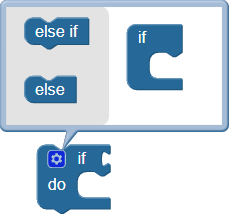 else if
if
else
if
do